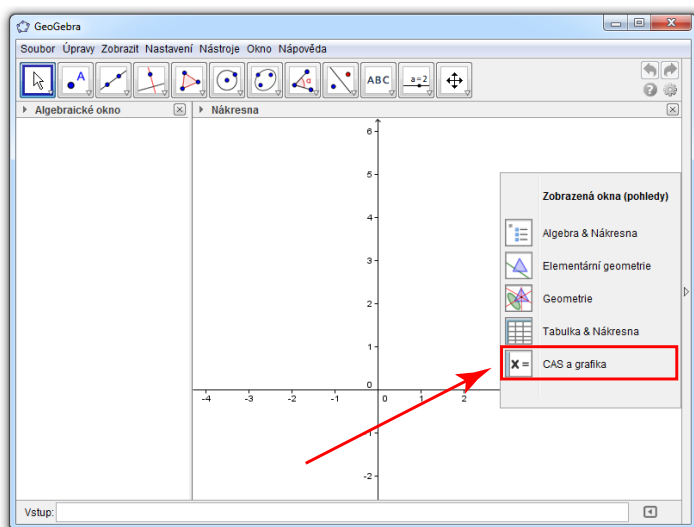 GeoGebra
Soubor Úpravy Zobrazit Nastavení Nástroje Okno Nápověda
A
α
ABC
a=2
Algebraické okno
Nákresna
6
5
4
3
2
1
0
-4 -3 -2 -1 0 1 2
-1
-2
Zobrazená okna (pohledy)
Algebra & Nákresna
Elementární geometrie
Geometrie
Tabulka & Nákresna
x = CAS a grafika
Vstup: